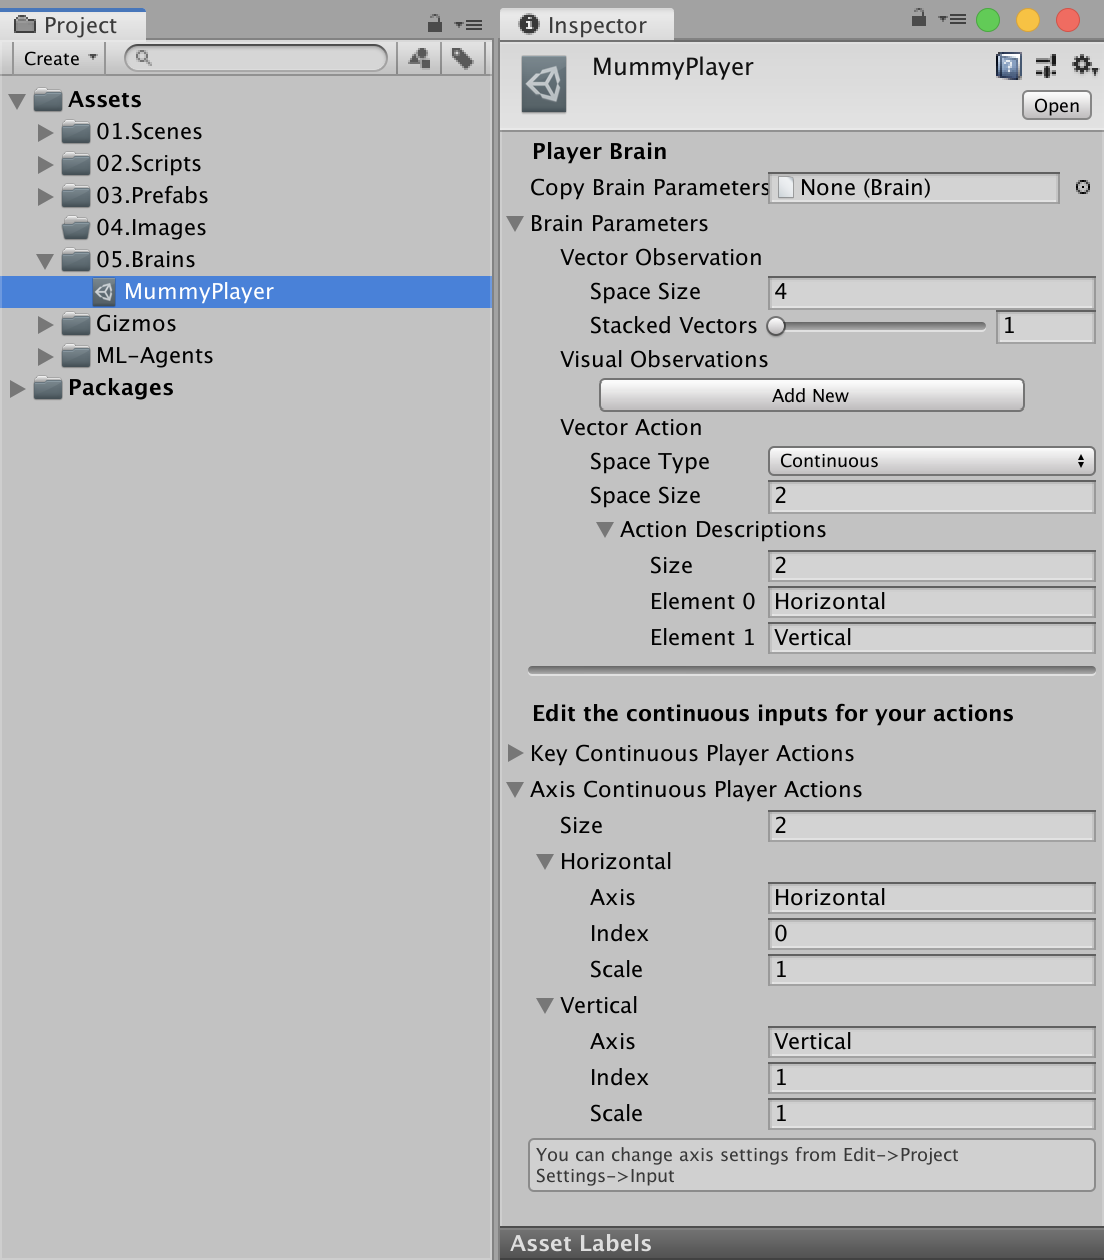 Project
Create
Assets
01.Scenes
02.Scripts
03.Prefabs
04.Images
05.Brains
MummyPlayer
Gizmos
ML-Agents
Packages
Inspector
MummyPlayer
Open
Player Brain
Copy Brain Parameters None (Brain)
Brain Parameters
Vector Observation
Space Size 4
Stacked Vectors 1
Visual Observations
Add New
Vector Action
Space Type Continuous
Space Size 2
Action Descriptions
Size 2
Element 0 Horizontal
Element 1 Vertical
Edit the continuous inputs for your actions
Key Continuous Player Actions
Axis Continuous Player Actions
Size 2
Horizontal
Axis Horizontal
Index 0
Scale 1
Vertical
Axis Vertical
Index 1
Scale 1
You can change axis settings from Edit->Project
Settings->Input
Asset Labels